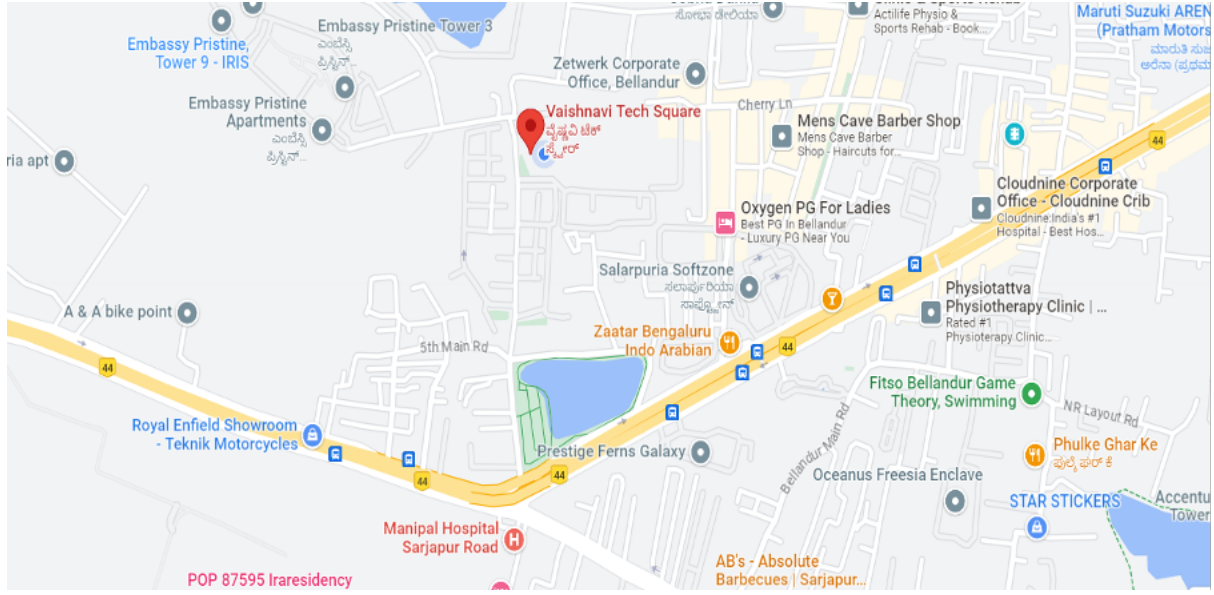 Embassy Pristine Tower 3
ಎಂಬೆಸ್ಸಿ
ಪ್ರಿಸ್ಟಿನ್...
Embassy Pristine,
Tower 9 - IRIS
ಸೋಭಾ ಡೇಲಿಯಾ
Actilife Physio &
Sports Rehab - Book...
Maruti Suzuki AREN
(Pratham Motors
ಮಾರುತಿ ಸುಜ
ಅರೆನಾ (ಪ್ರಥಮ
Zetwerk Corporate
Office, Bellandur
Embassy Pristine
Apartments
ಎಂಬೆಸ್ಸಿ
ಪ್ರಿಸ್ಟಿನ್...
Cherry Ln
Vaishnavi Tech Square
ವೈಷ್ಣವಿ ಟೆಕ್
ಸ್ಕ್ವೇರ್
Mens Cave Barber Shop
Mens Cave Barber
Shop - Haircuts for...
44
ria apt
Cloudnine Corporate
Office - Cloudnine Crib
Cloudnine:India's #1
Hospital - Best Hos...
Oxygen PG For Ladies
Best PG In Bellandur
- Luxury PG Near You
Salarpuria Softzone
ಸಲಾರ್ಪುರಿಯಾ
ಸಾಫ್ಟ್ಜೋನ್
Physiotattva
Physiotherapy Clinic | ...
Rated #1
Physioterapy Clinic...
A & A bike point
Zaatar Bengaluru
Indo Arabian
5th Main Rd
44
44
Fitso Bellandur Game
Theory, Swimming
NR Layout Rd
Royal Enfield Showroom
- Teknik Motorcycles
Bellandur Main Rd
Prestige Ferns Galaxy
Phulke Ghar Ke
ಫುಲ್ಕೆ ಘರ್ ಕೆ
44
44
Oceanus Freesia Enclave
STAR STICKERS
Accentu
Tower
Manipal Hospital
Sarjapur Road
AB's - Absolute
Barbecues | Sarjapur...
POP 87595 Iraresidency